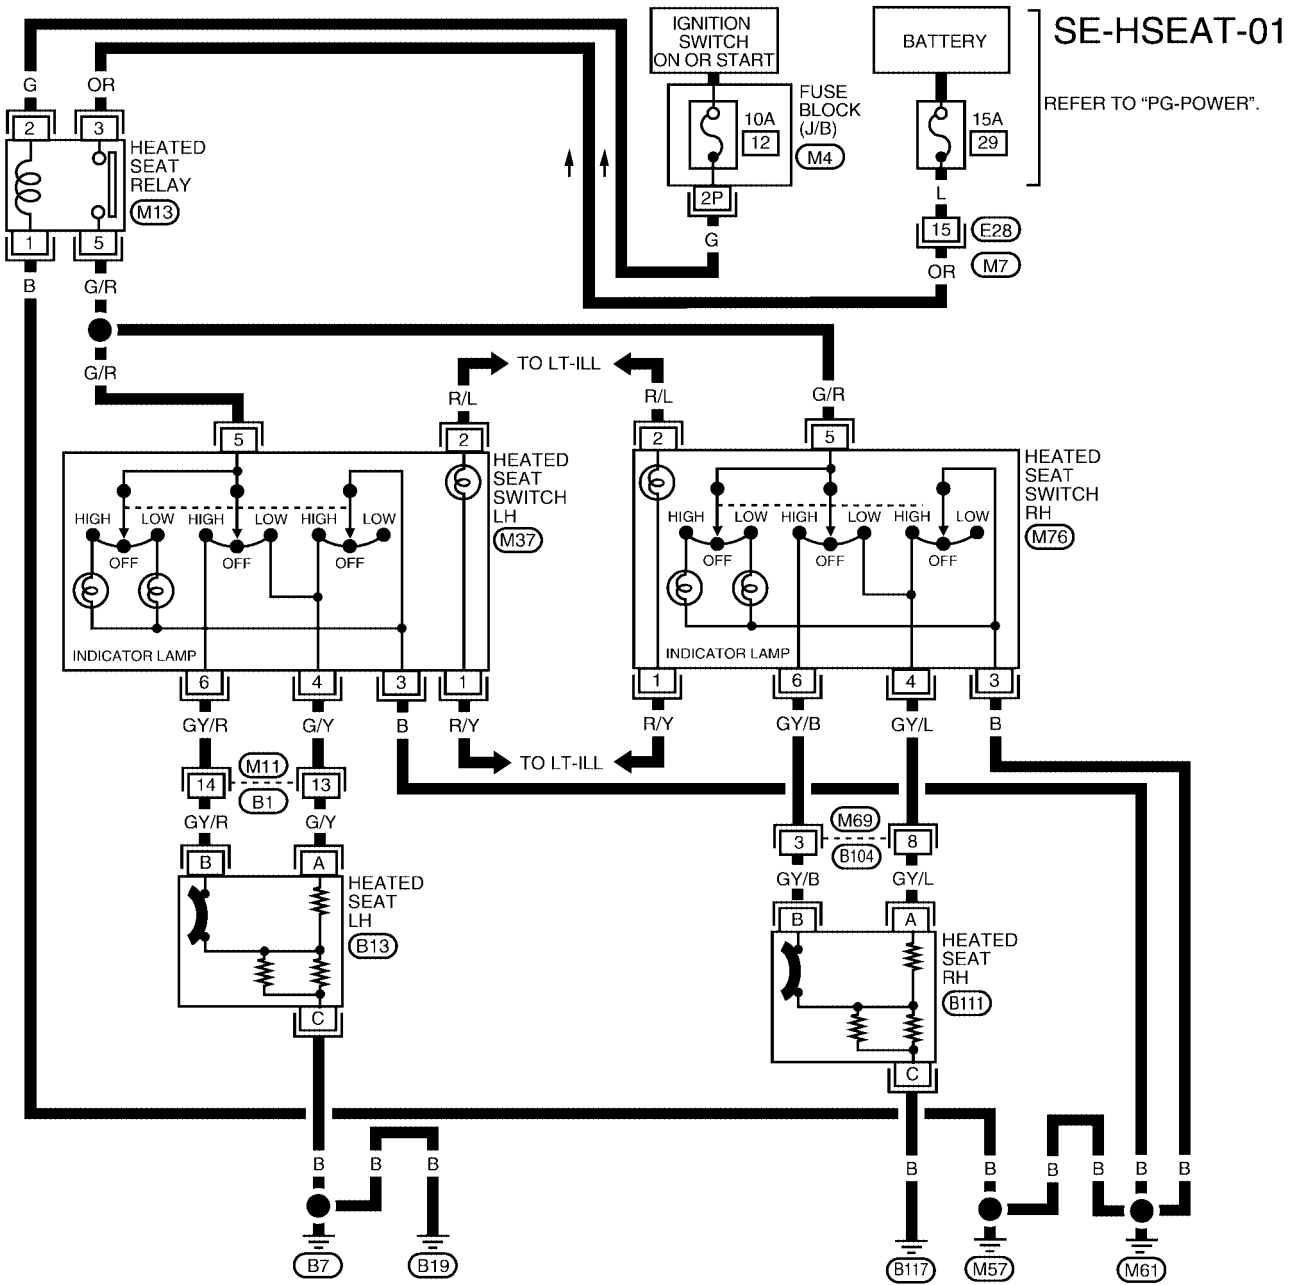 SE-HSEAT-01
IGNITION
SWITCH
ON OR START
BATTERY
REFER TO "PG-POWER".
FUSE
BLOCK
(J/B)
M4
10A
12
15A
29
2P
G
L
15
E28
M7
OR
G
OR
2
3
HEATED
SEAT
RELAY
M13
1
5
B
G/R
G/R
TO LT-ILL
R/L
R/L
G/R
5
2
2
5
HEATED
SEAT
SWITCH
LH
M37
HIGH
LOW
HIGH
LOW
HIGH
LOW
OFF
OFF
OFF
INDICATOR LAMP
HEATED
SEAT
SWITCH
RH
M76
HIGH
LOW
HIGH
LOW
HIGH
LOW
OFF
OFF
OFF
INDICATOR LAMP
6
4
3
1
1
6
4
3
GY/R
G/Y
B
R/Y
R/Y
GY/B
GY/L
B
TO LT-ILL
14
M11
B1
13
GY/R
G/Y
3
M69
B104
8
GY/B
GY/L
B
A
HEATED
SEAT
LH
B13
C
B
A
HEATED
SEAT
RH
B111
C
B
B
B
B
B
B
B
B
B
B7
B19
B117
M57
M61